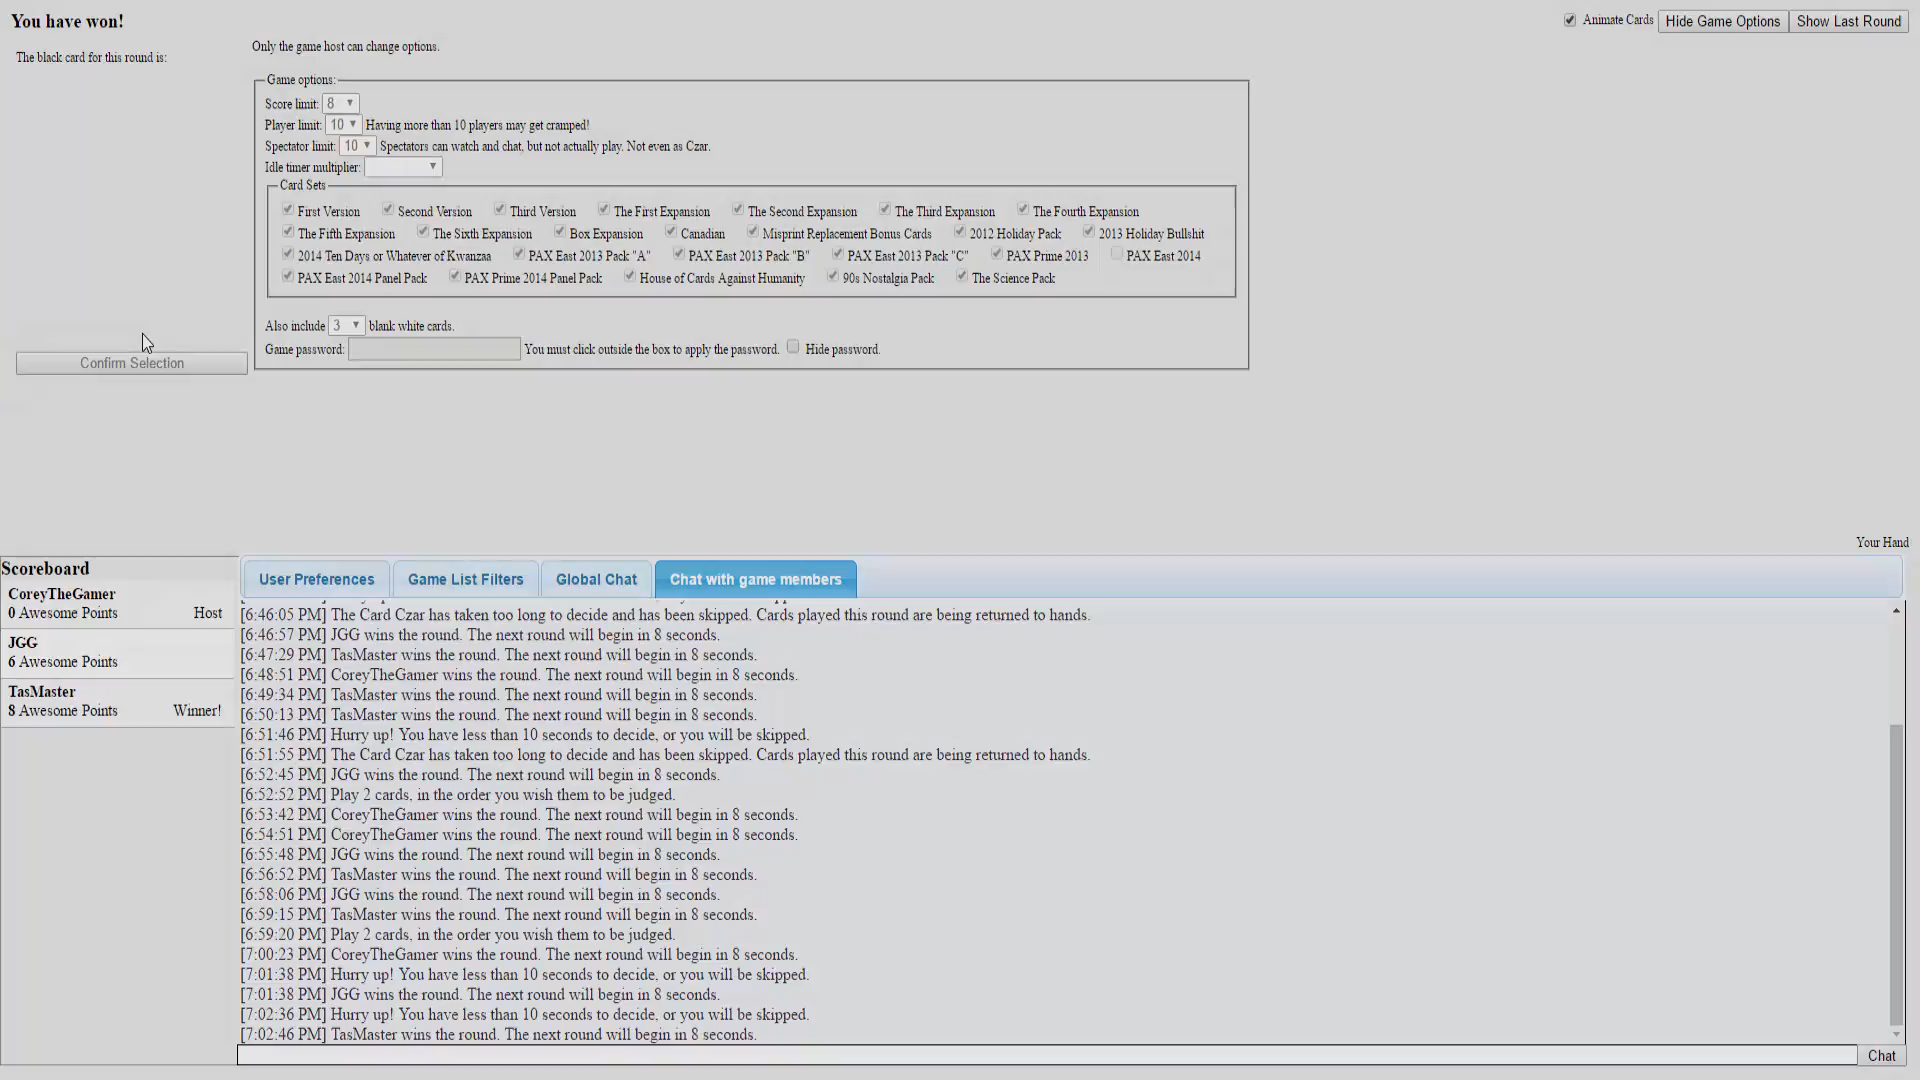 You have won!
Animate Cards
Hide Game Options
Show Last Round
The black card for this round is:
Only the game host can change options.
Game options:
Score limit: 8
Player limit: 10 Having more than 10 players may get cramped!
Spectator limit: 10 Spectators can watch and chat, but not actually play. Not even as Czar.
Idle timer multiplier:
Card Sets
First Version Second Version Third Version The First Expansion The Second Expansion The Third Expansion The Fourth Expansion
The Fifth Expansion The Sixth Expansion Box Expansion Canadian Misprint Replacement Bonus Cards 2012 Holiday Pack 2013 Holiday Bullshit
2014 Ten Days or Whatever of Kwanzaa PAX East 2013 Pack "A" PAX East 2013 Pack "B" PAX East 2013 Pack "C" PAX Prime 2013 PAX East 2014
PAX East 2014 Panel Pack PAX Prime 2014 Panel Pack House of Cards Against Humanity 90s Nostalgia Pack The Science Pack
Also include 3 blank white cards.
Game password: You must click outside the box to apply the password. Hide password.
Confirm Selection
Your Hand
Scoreboard
CoreyTheGamer
0 Awesome Points Host
JGG
6 Awesome Points
TasMaster
8 Awesome Points Winner!
User Preferences
Game List Filters
Global Chat
Chat with game members
[6:46:05 PM] The Card Czar has taken too long to decide and has been skipped. Cards played this round are being returned to hands.
[6:46:57 PM] JGG wins the round. The next round will begin in 8 seconds.
[6:47:29 PM] TasMaster wins the round. The next round will begin in 8 seconds.
[6:48:51 PM] CoreyTheGamer wins the round. The next round will begin in 8 seconds.
[6:49:34 PM] TasMaster wins the round. The next round will begin in 8 seconds.
[6:50:13 PM] TasMaster wins the round. The next round will begin in 8 seconds.
[6:51:46 PM] Hurry up! You have less than 10 seconds to decide, or you will be skipped.
[6:51:55 PM] The Card Czar has taken too long to decide and has been skipped. Cards played this round are being returned to hands.
[6:52:45 PM] JGG wins the round. The next round will begin in 8 seconds.
[6:52:52 PM] Play 2 cards, in the order you wish them to be judged.
[6:53:42 PM] CoreyTheGamer wins the round. The next round will begin in 8 seconds.
[6:54:51 PM] CoreyTheGamer wins the round. The next round will begin in 8 seconds.
[6:55:48 PM] JGG wins the round. The next round will begin in 8 seconds.
[6:56:52 PM] TasMaster wins the round. The next round will begin in 8 seconds.
[6:58:06 PM] JGG wins the round. The next round will begin in 8 seconds.
[6:59:15 PM] TasMaster wins the round. The next round will begin in 8 seconds.
[6:59:20 PM] Play 2 cards, in the order you wish them to be judged.
[7:00:23 PM] CoreyTheGamer wins the round. The next round will begin in 8 seconds.
[7:01:38 PM] Hurry up! You have less than 10 seconds to decide, or you will be skipped.
[7:01:38 PM] JGG wins the round. The next round will begin in 8 seconds.
[7:02:36 PM] Hurry up! You have less than 10 seconds to decide, or you will be skipped.
[7:02:46 PM] TasMaster wins the round. The next round will begin in 8 seconds.
Chat